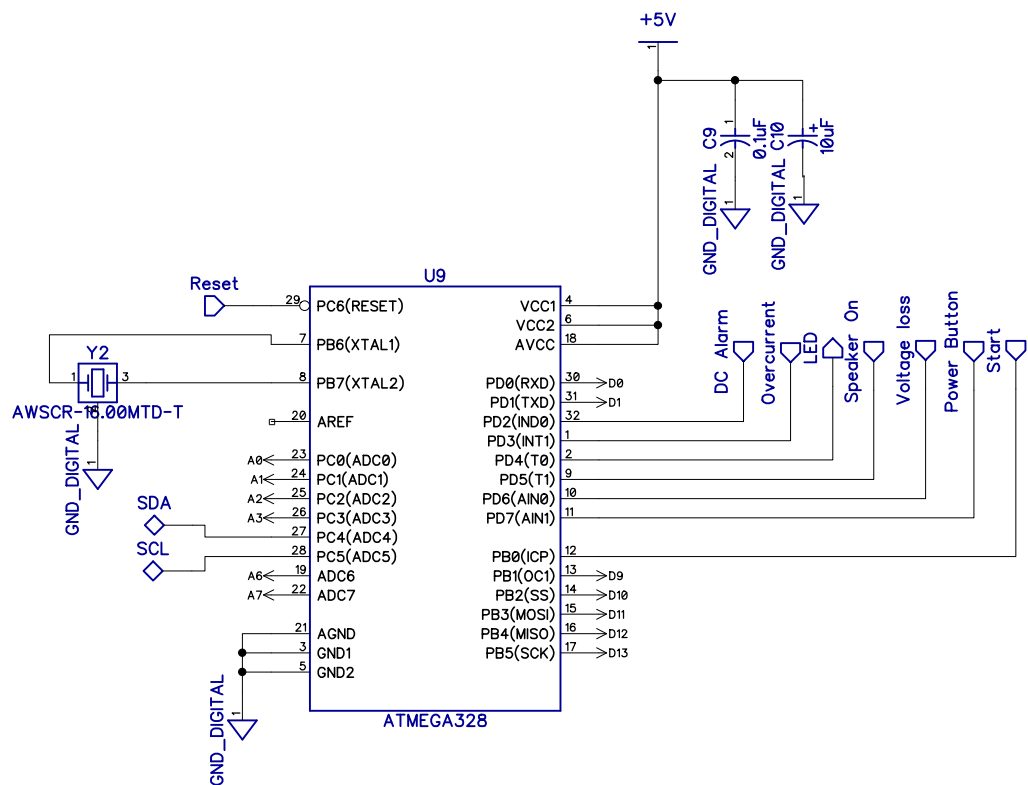 +5V
1
C9
1
2
0.1uF
GND_DIGITAL
1
C10
+
10uF
GND_DIGITAL
1
U9
Reset
29
PC6(RESET)
7
PB6(XTAL1)
Y2
1
3
8
PB7(XTAL2)
AWSCR-16.00MTD-T
GND_DIGITAL
1
20
AREF
A0
23
PC0(ADC0)
A1
24
PC1(ADC1)
A2
25
PC2(ADC2)
A3
26
PC3(ADC3)
SDA
27
PC4(ADC4)
SCL
28
PC5(ADC5)
A6
19
ADC6
A7
22
ADC7
21
AGND
3
GND1
5
GND2
GND_DIGITAL
1
VCC1
4
VCC2
6
AVCC
18
PD0(RXD)
30
D0
PD1(TXD)
31
D1
PD2(IND0)
32
PD3(INT1)
1
PD4(T0)
2
PD5(T1)
9
PD6(AIN0)
10
PD7(AIN1)
11
PB0(ICP)
12
PB1(OC1)
13
D9
PB2(SS)
14
D10
PB3(MOSI)
15
D11
PB4(MISO)
16
D12
PB5(SCK)
17
D13
DC Alarm
Overcurrent
LED
Speaker On
Voltage loss
Power Button
Start
ATMEGA328